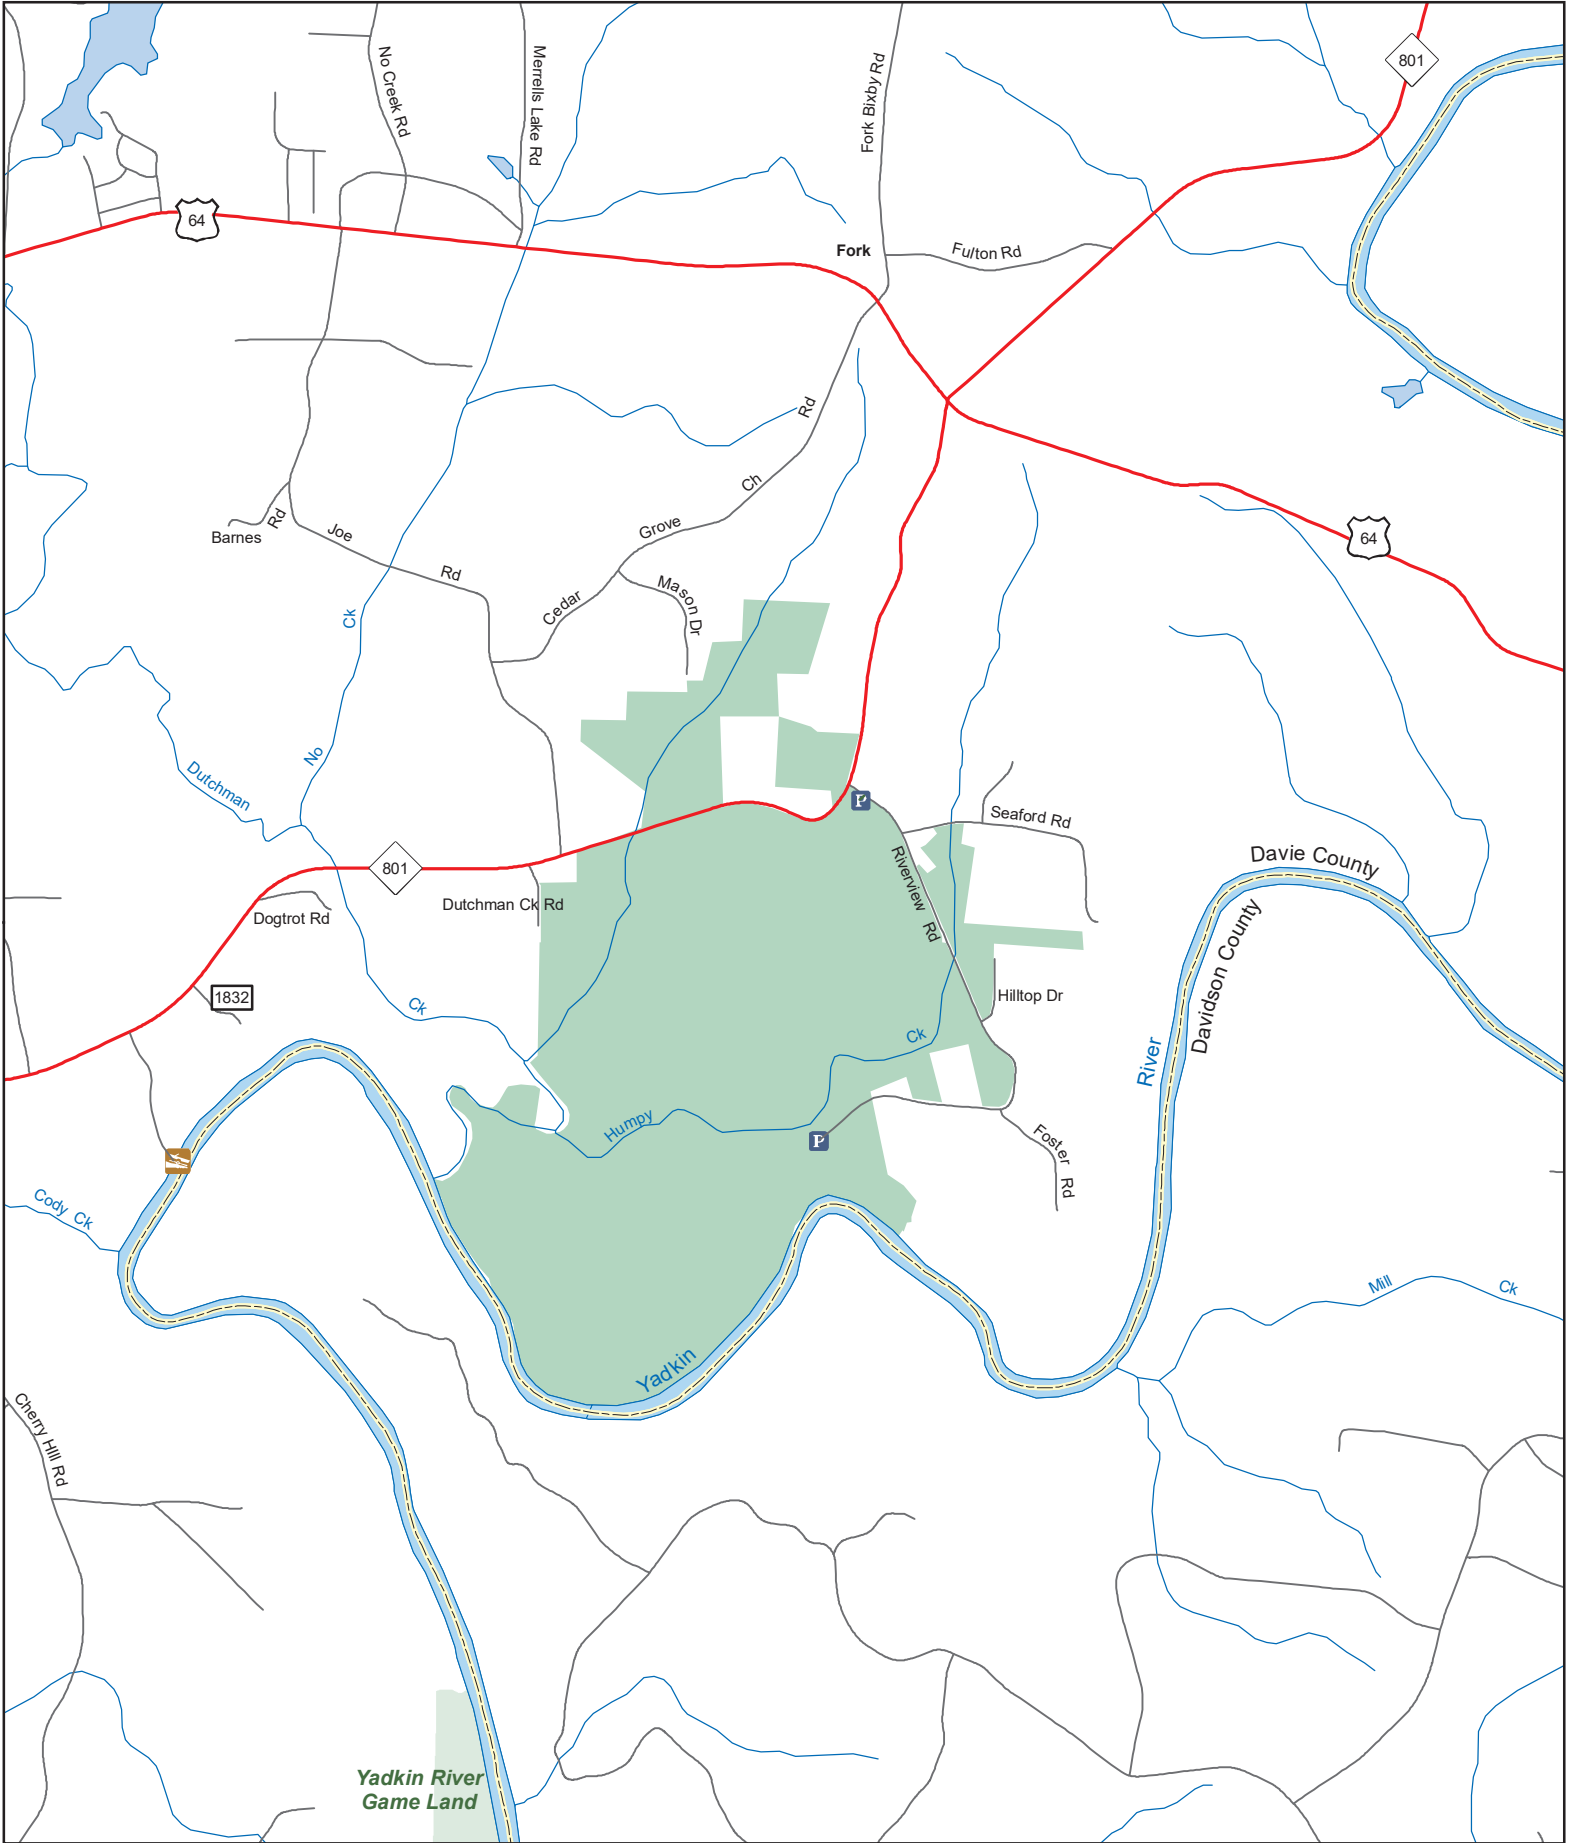 801
No Creek Rd
Merrells Lake Rd
Fork Bixby Rd
64
Fork
Fulton Rd
Rd
Ch
Grove
Cedar
Mason Dr
Barnes
Rd
Joe
Rd
64
Ck
No
Dutchman
P
Seaford Rd
Riverview Rd
801
Dutchman Ck Rd
Dogtrot Rd
Davie County
Davidson County
1832
Ck
Hilltop Dr
Ck
River
Humpy
P
Foster Rd
Cody Ck
Mill
Ck
Yadkin
Cherry HIll Rd
Yadkin River
Game Land